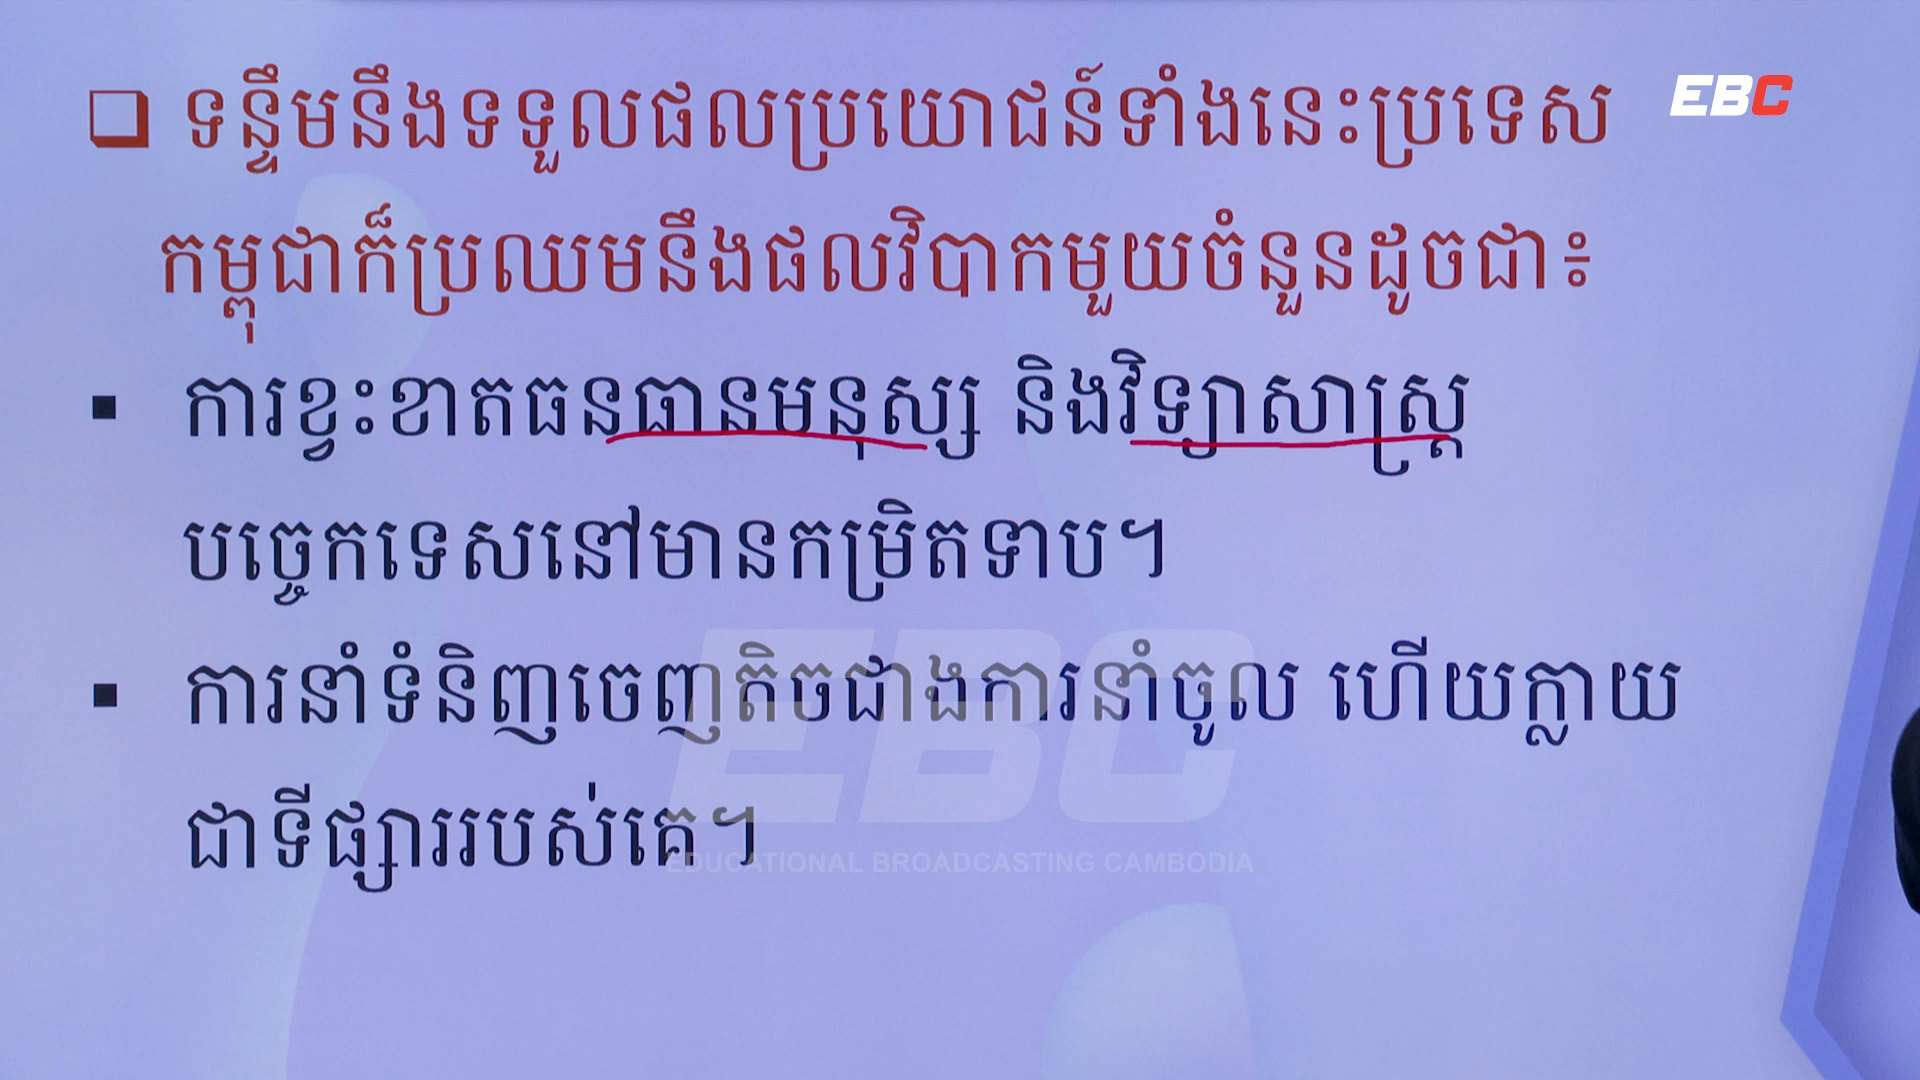 ❑ ទន្ទឹមនឹងទទួលផលប្រយោជន៍ទាំងនេះប្រទេស
កម្ពុជាក៏ប្រឈមនឹងផលវិបាកមួយចំនួនដូចជា៖
▪ ការខ្វះខាតធនធានមនុស្ស និងវិទ្យាសាស្ត្រ
បច្ចេកទេសនៅមានកម្រិតទាប។
▪ ការនាំទំនិញចេញតិចជាងការនាំចូល ហើយក្លាយ
ជាទីផ្សាររបស់គេ។
EBC
EBC
EDUCATIONAL BROADCASTING CAMBODIA